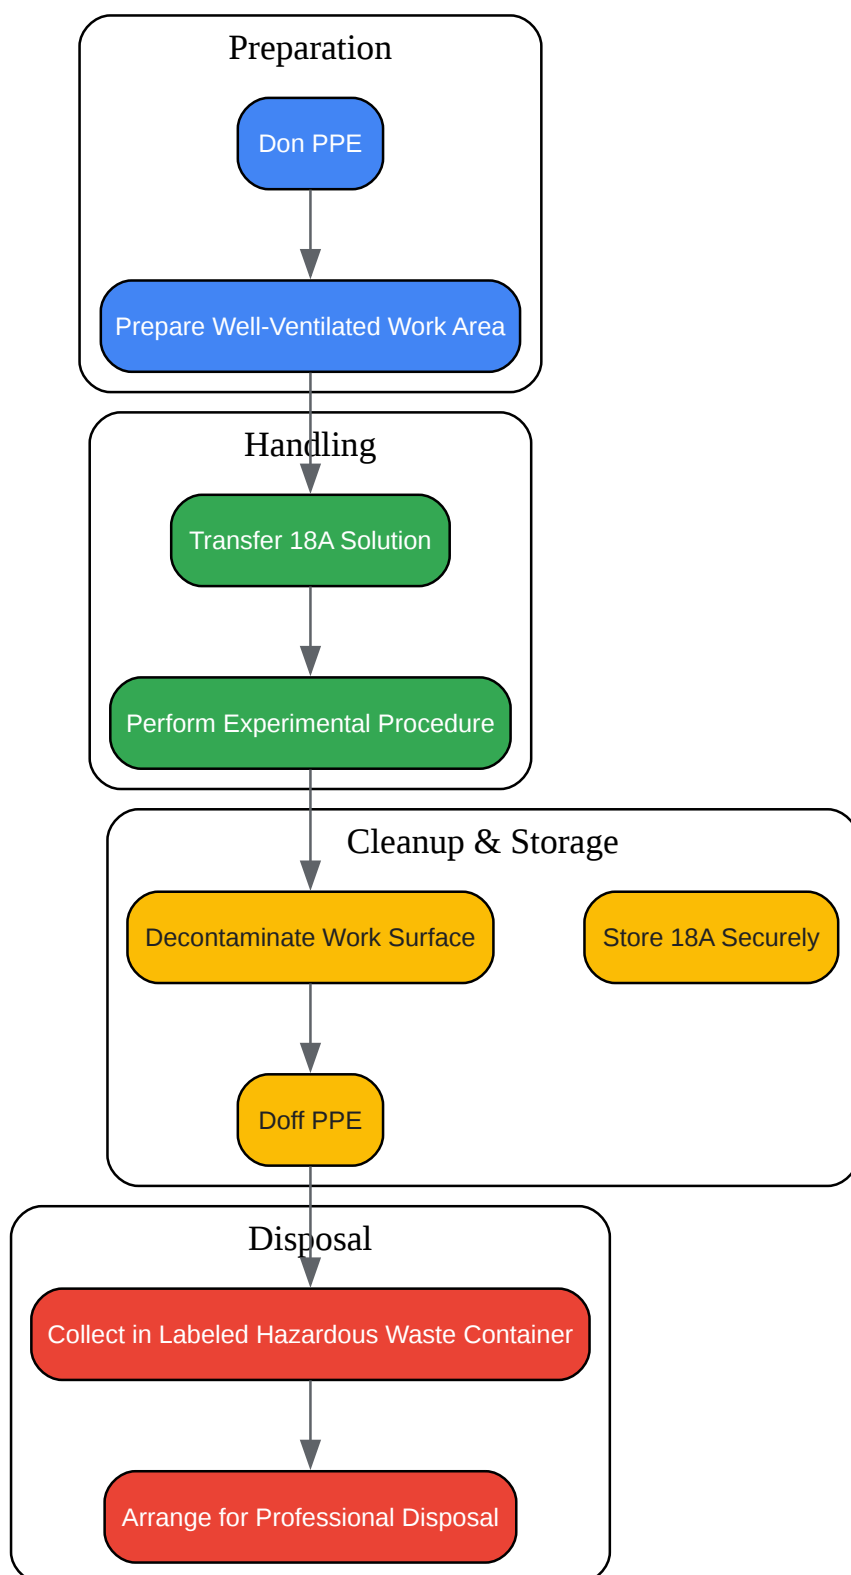 Preparation
Don PPE
Prepare Well-Ventilated Work Area
Handling
Transfer 18A Solution
Perform Experimental Procedure
Cleanup & Storage
Decontaminate Work Surface
Store 18A Securely
Doff PPE
Disposal
Collect in Labeled Hazardous Waste Container
Arrange for Professional Disposal